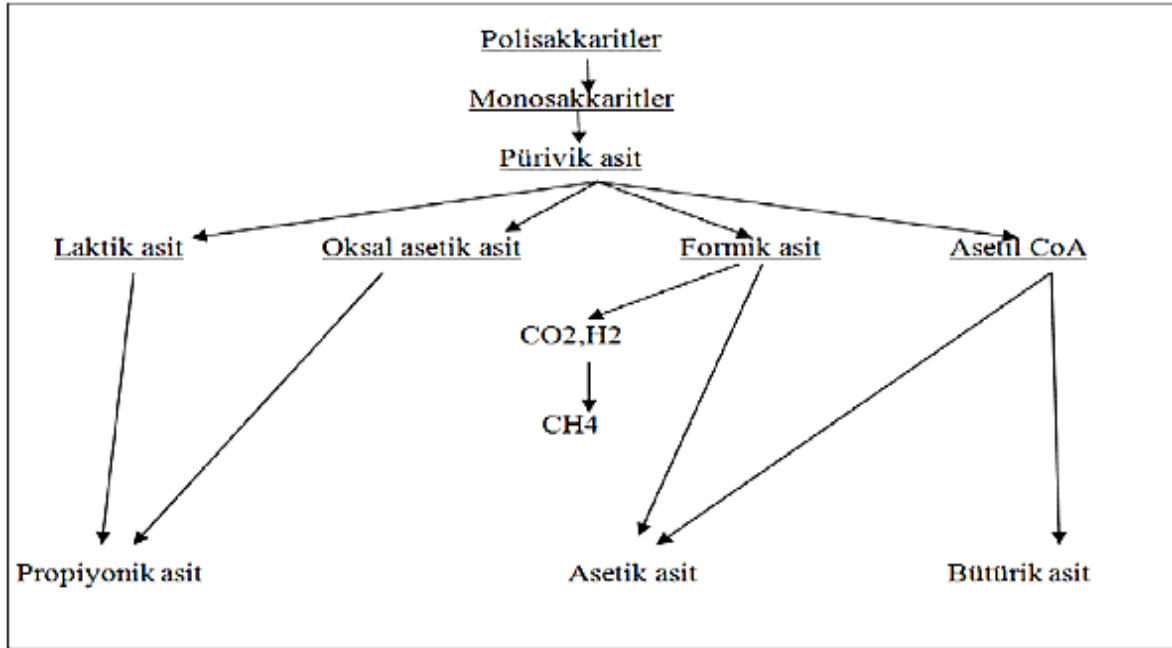 Polisakkaritler
Monosakkaritler
Pürivik asit
Laktik asit
Oksal asetik asit
Formik asit
Asetil CoA
CO2,H2
CH4
Propiyonik asit
Asetik asit
Bütürik asit